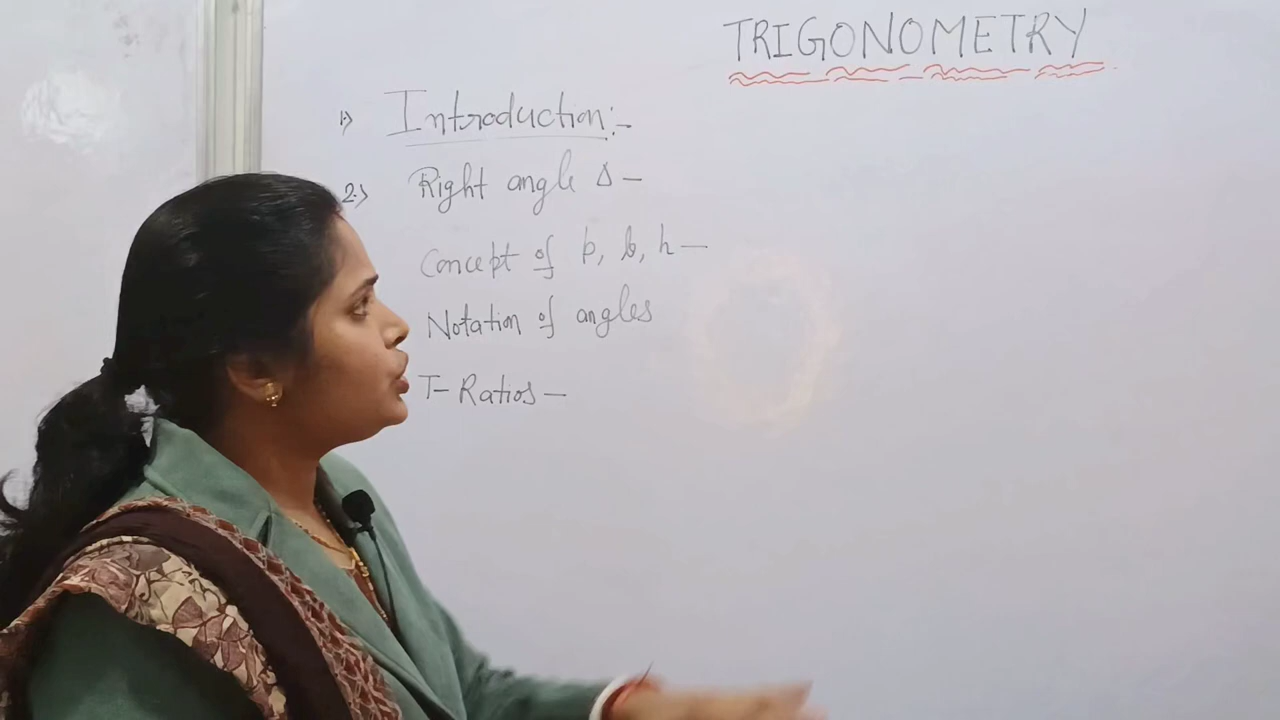 TRIGONOMETRY
1.) Introduction:-
2.) Right angle Δ -
Concept of p, b, h -
Notation of angles
T- Ratios -